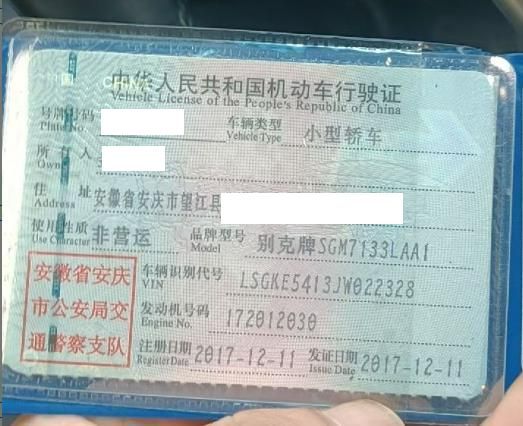 中华人民共和国机动车行驶证
Vehicle License of the People's Republic of China
号牌号码
Plate No.
车辆类型 小型轿车
Vehicle Type
所有人
Owner
住址 安徽省安庆市望江县
Address
使用性质 非营运
Use Character
品牌型号 别克牌SGM7133LAA1
Model
安徽省安庆
市公安局交
通警察支队
车辆识别代号 LSGKE5413JW022328
VIN
发动机号码 172012030
Engine No.
注册日期 2017-12-11
Register Date
发证日期 2017-12-11
Issue Date